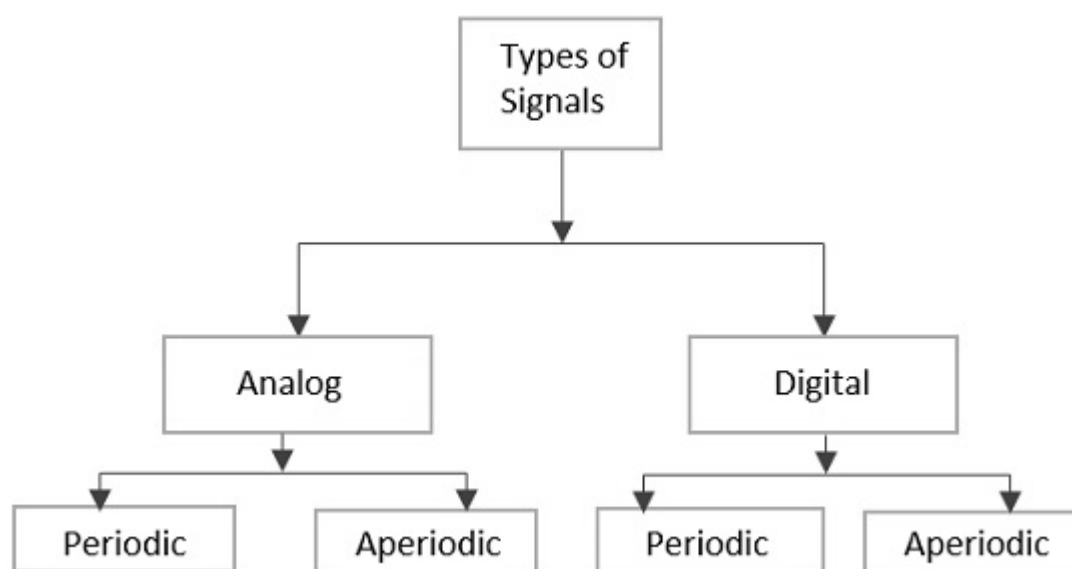 Types of
Signals
Analog
Digital
Periodic
Aperiodic
Periodic
Aperiodic